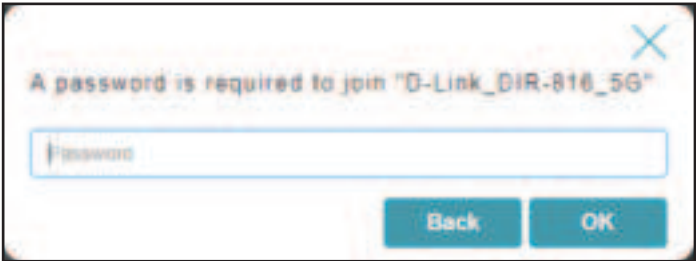 A password is required to join "D-Link_DIR-816_5G"
Password
Back OK